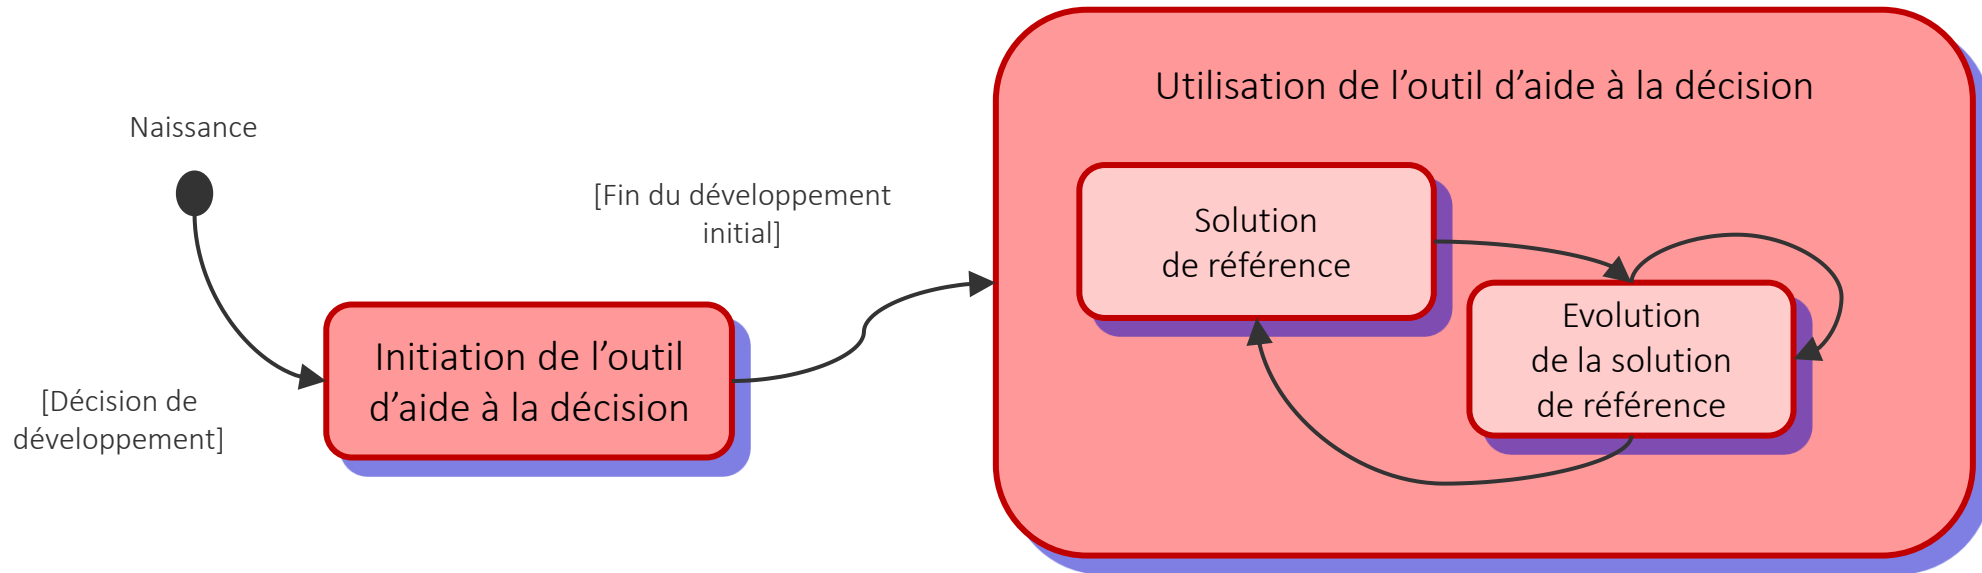 Naissance
[Décision de
développement]
Initiation de l’outil
d’aide à la décision
[Fin du développement
initial]
Utilisation de l’outil d’aide à la décision
Solution
de référence
Evolution
de la solution
de référence